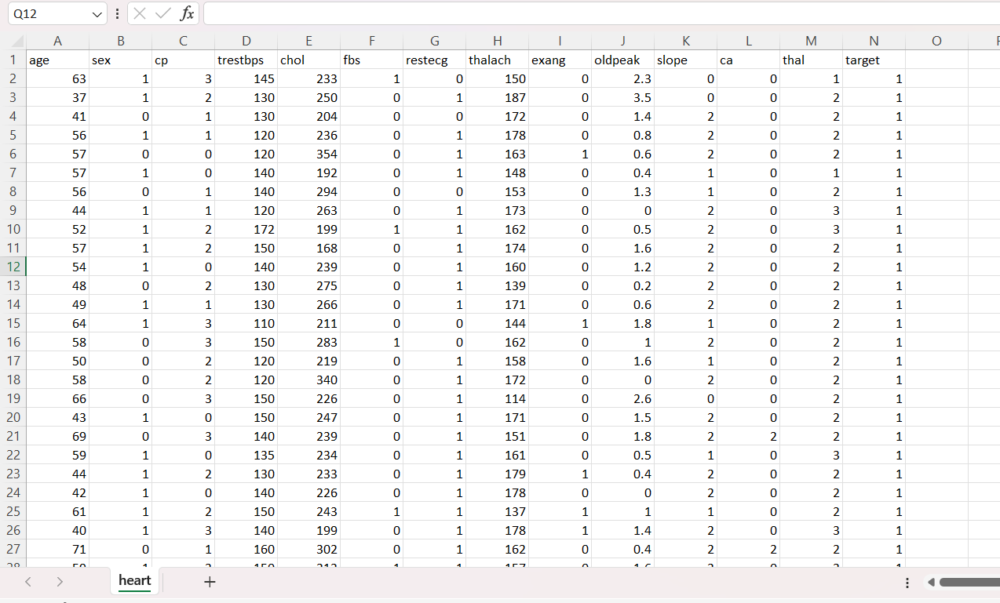 Q12 fx
A B C D E F G H I J K L M N O
1 age sex cp trestbps chol fbs restecg thalach exang oldpeak slope ca thal target
2 63 1 3 145 233 1 0 150 0 2.3 0 0 1 1
3 37 1 2 130 250 0 1 187 0 3.5 0 0 2 1
4 41 0 1 130 204 0 0 172 0 1.4 2 0 2 1
5 56 1 1 120 236 0 1 178 0 0.8 2 0 2 1
6 57 0 0 120 354 0 1 163 1 0.6 2 0 2 1
7 57 1 0 140 192 0 1 148 0 0.4 1 0 1 1
8 56 0 1 140 294 0 0 153 0 1.3 1 0 2 1
9 44 1 1 120 263 0 1 173 0 0 2 0 3 1
10 52 1 2 172 199 1 1 162 0 0.5 2 0 3 1
11 57 1 2 150 168 0 1 174 0 1.6 2 0 2 1
12 54 1 0 140 239 0 1 160 0 1.2 2 0 2 1
13 48 0 2 130 275 0 1 139 0 0.2 2 0 2 1
14 49 1 1 130 266 0 1 171 0 0.6 2 0 2 1
15 64 1 3 110 211 0 0 144 1 1.8 1 0 2 1
16 58 0 3 150 283 1 0 162 0 1 2 0 2 1
17 50 0 2 120 219 0 1 158 0 1.6 1 0 2 1
18 58 0 2 120 340 0 1 172 0 0 2 0 2 1
19 66 0 3 150 226 0 1 114 0 2.6 0 0 2 1
20 43 1 0 150 247 0 1 171 0 1.5 2 0 2 1
21 69 0 3 140 239 0 1 151 0 1.8 2 2 2 1
22 59 1 0 135 234 0 1 161 0 0.5 1 0 3 1
23 44 1 2 130 233 0 1 179 1 0.4 2 0 2 1
24 42 1 0 140 226 0 1 178 0 0 2 0 2 1
25 61 1 2 150 243 1 1 137 1 1 1 0 2 1
26 40 1 3 140 199 0 1 178 1 1.4 2 0 3 1
27 71 0 1 160 302 0 1 162 0 0.4 2 2 2 1
heart